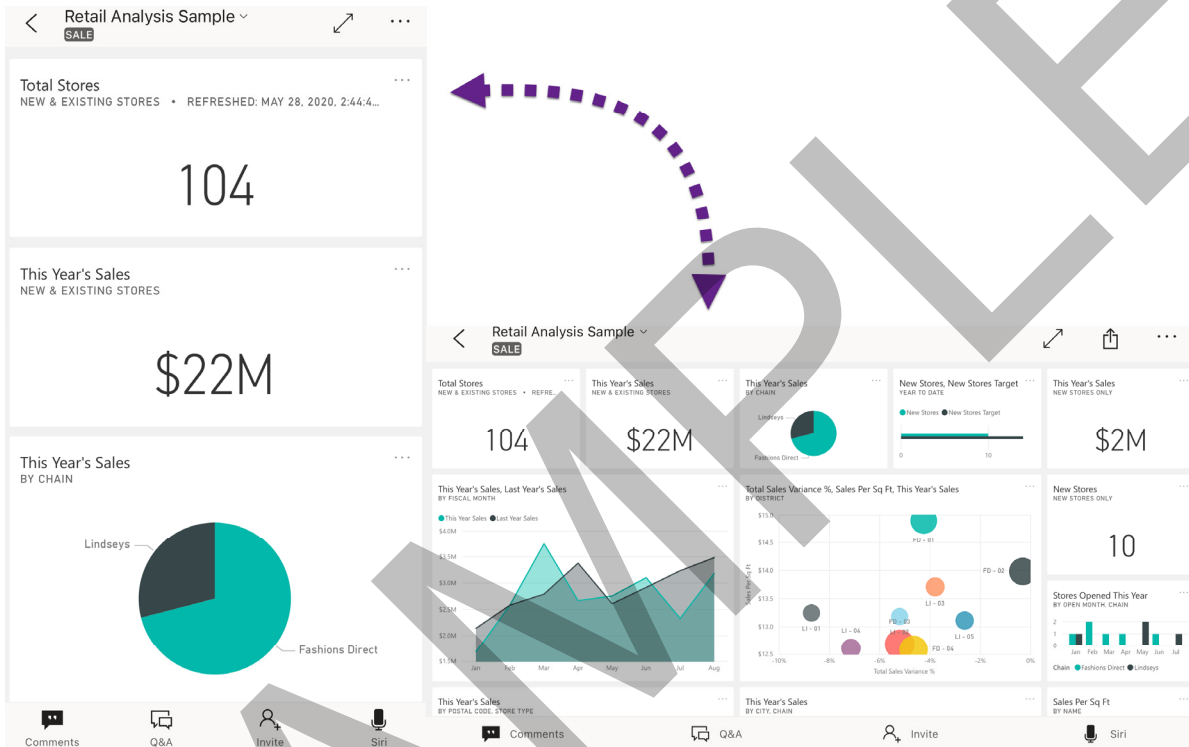 Retail Analysis Sample
SALE
Total Stores
NEW & EXISTING STORES • REFRESHED: MAY 28, 2020, 2:44:4...
104
This Year's Sales
NEW & EXISTING STORES
$22M
This Year's Sales
BY CHAIN
Lindseys
Fashions Direct
Comments
Q&A
Invite
Siri
Retail Analysis Sample
SALE
Total Stores
NEW & EXISTING STORES • REFRE...
104
This Year's Sales
NEW & EXISTING STORES
$22M
This Year's Sales
BY CHAIN
Lindseys
Fashions Direct
New Stores, New Stores Target
YEAR TO DATE
New Stores New Stores Target
0 10
This Year's Sales
NEW STORES ONLY
$2M
This Year's Sales, Last Year's Sales
BY FISCAL MONTH
This Year Sales Last Year Sales
$4.0M
$3.5M
$3.0M
$2.5M
$2.0M
$1.5M
Jan Feb Mar Apr May Jun Jul Aug
Total Sales Variance %, Sales Per Sq Ft, This Year's Sales
BY DISTRICT
Sales Per Sq Ft
$15.0
$14.5
$14.0
$13.5
$13.0
$12.5
FD - 01
FD - 02
LI - 03
LI - 01
FD - 03
LI - 04
LI - 02
LI - 05
FD - 04
-10% -8% -6% -4% -2% 0%
Total Sales Variance %
New Stores
NEW STORES ONLY
10
Stores Opened This Year
BY OPEN MONTH, CHAIN
2
1
0
Jan Feb Mar Apr May Jun Jul
Chain Fashions Direct Lindseys
This Year's Sales
BY POSTAL CODE, STORE TYPE
This Year's Sales
BY CITY, CHAIN
Sales Per Sq Ft
BY NAME
Comments
Q&A
Invite
Siri